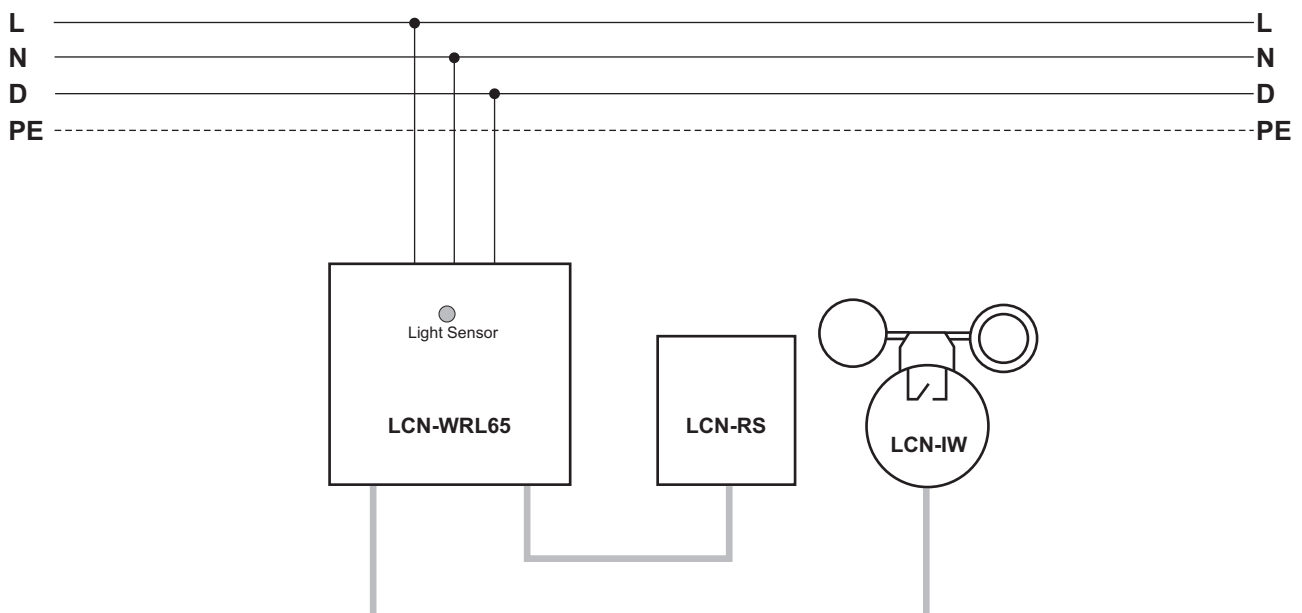 L L
N N
D D
PE PE
Light Sensor
LCN-WRL65
LCN-RS
LCN-IW